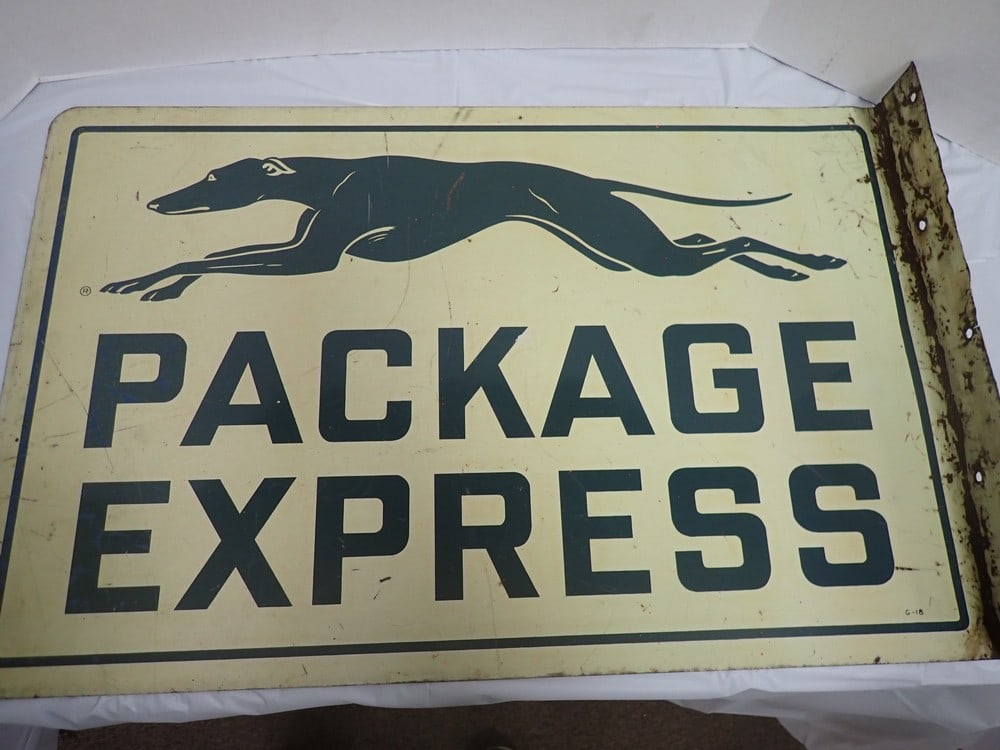 ®
PACKAGE
EXPRESS
G-18